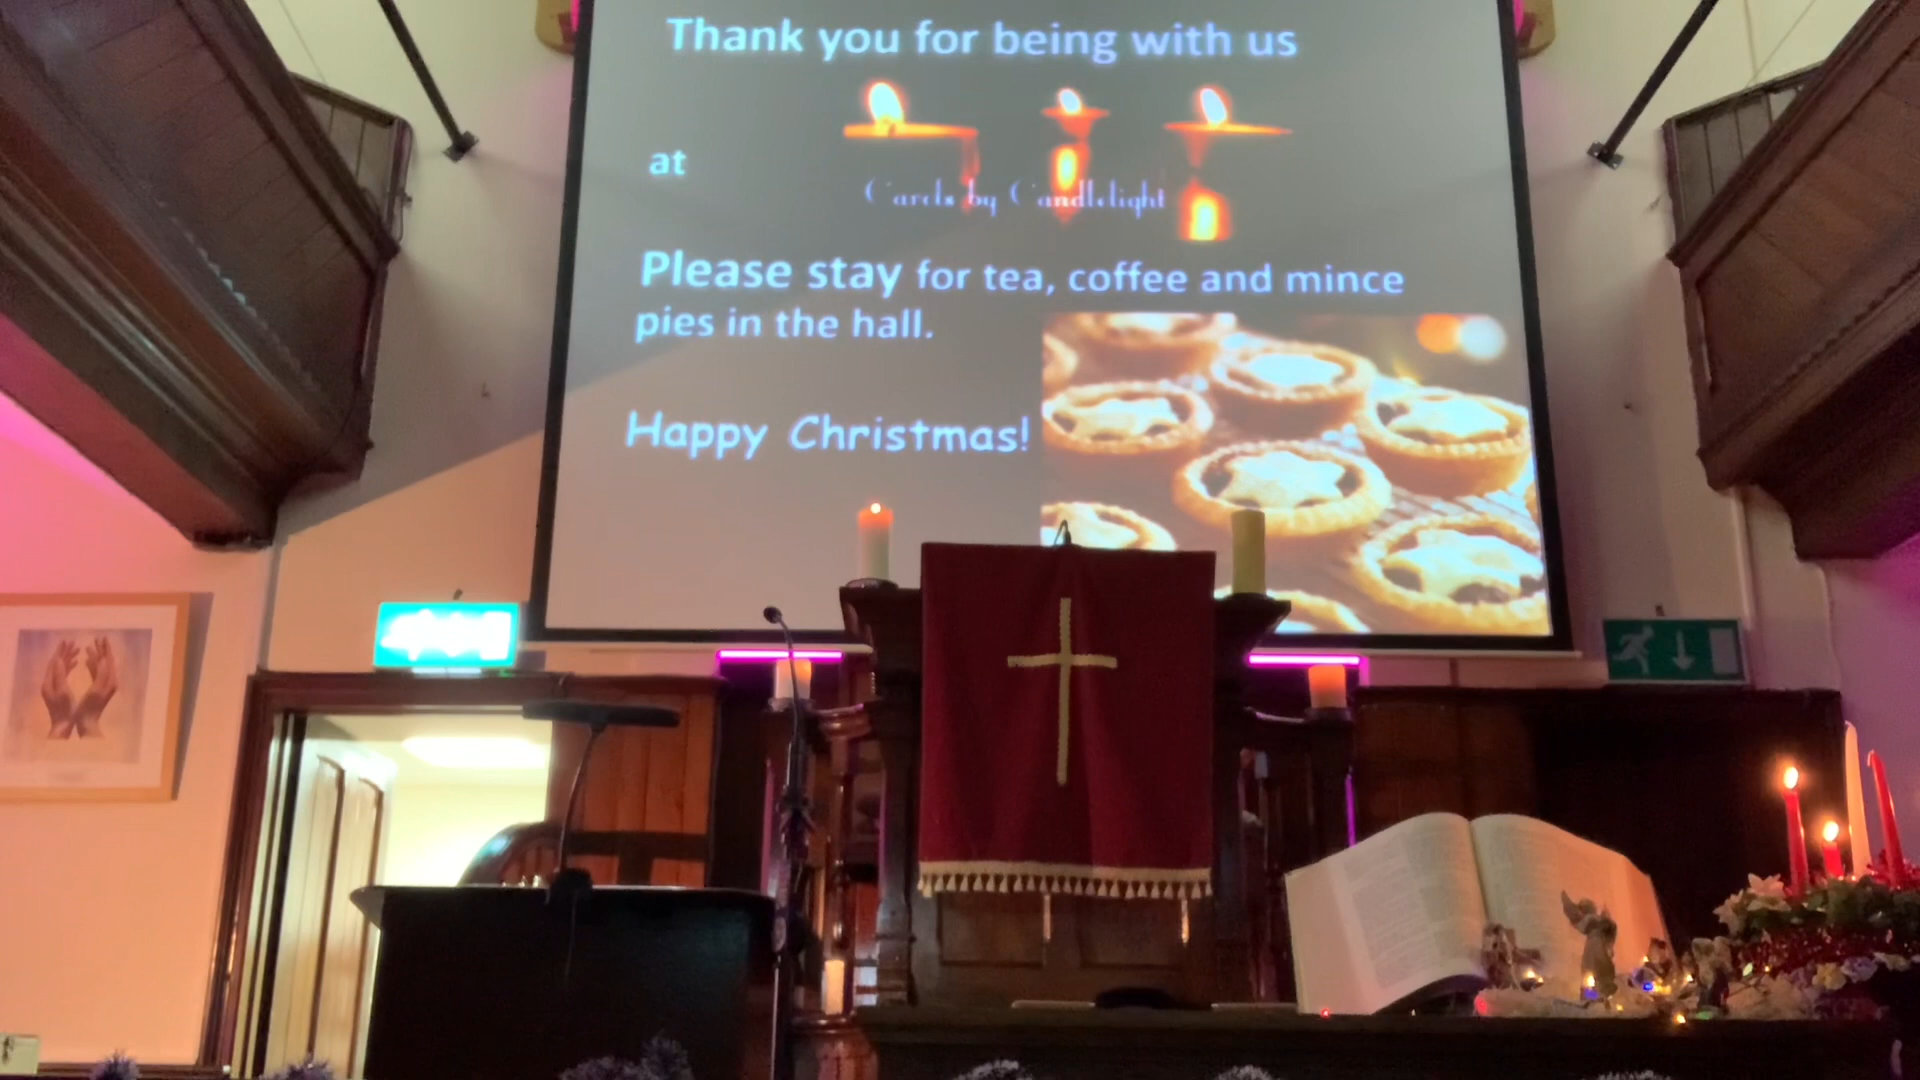 Thank you for being with us
at
Carols by Candlelight
Please stay for tea, coffee and mince
pies in the hall.
Happy Christmas!